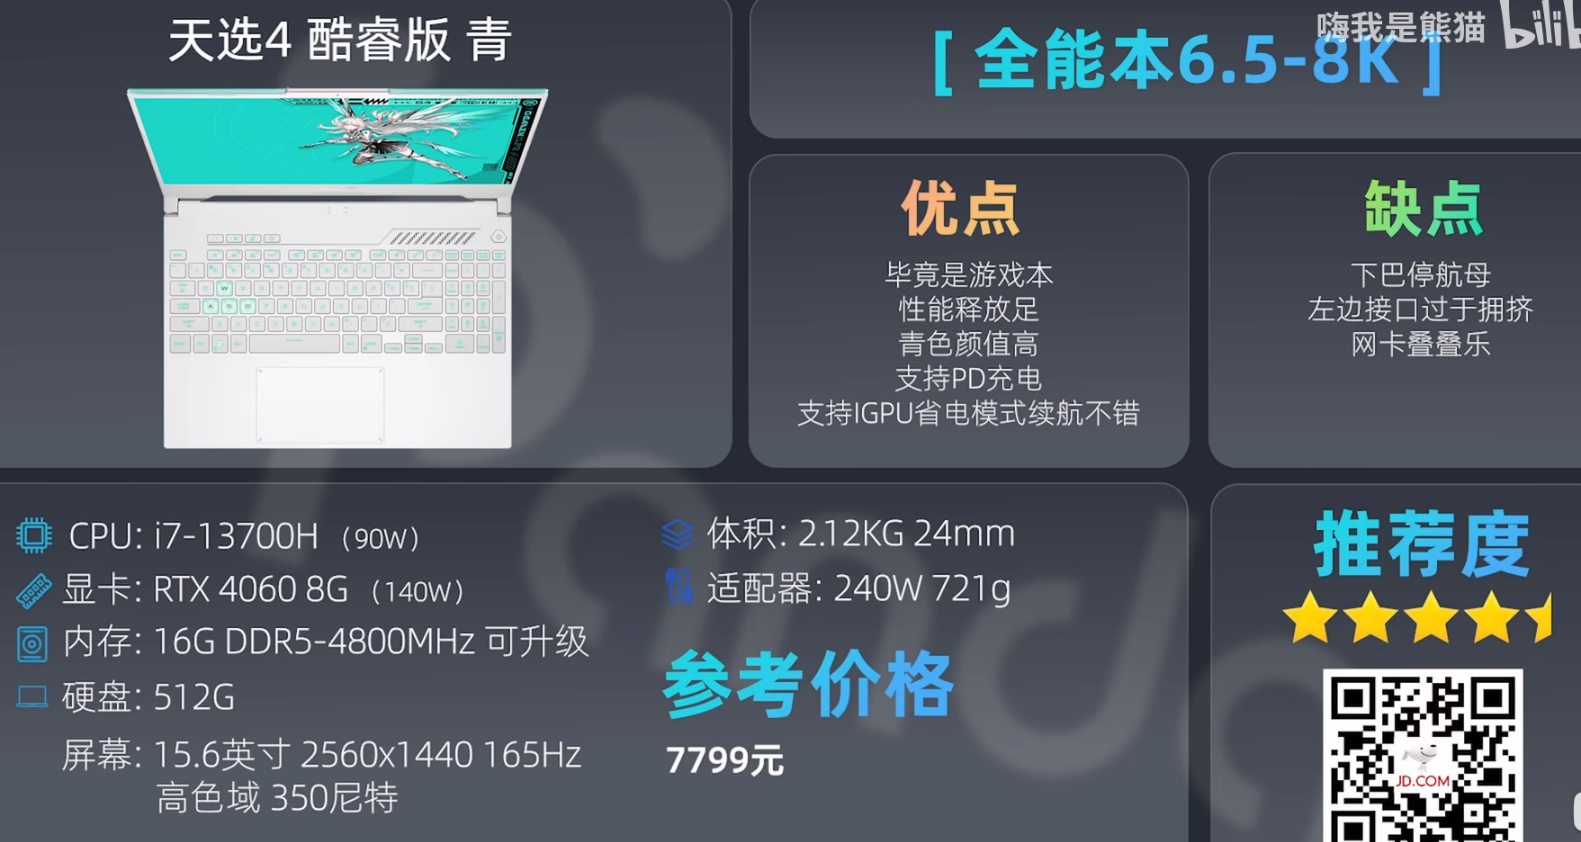 天选4 酷睿版 青
嗨我是熊猫
bilib
[ 全能本6.5-8K ]
优点
毕竟是游戏本
性能释放足
青色颜值高
支持PD充电
支持IGPU省电模式续航不错
缺点
下巴停航母
左边接口过于拥挤
网卡叠叠乐
CPU: i7-13700H（90W）
显卡: RTX 4060 8G（140W）
内存: 16G DDR5-4800MHz 可升级
硬盘: 512G
屏幕: 15.6英寸 2560x1440 165Hz
高色域 350尼特
体积: 2.12KG 24mm
适配器: 240W 721g
参考价格
7799元
推荐度
JD.COM